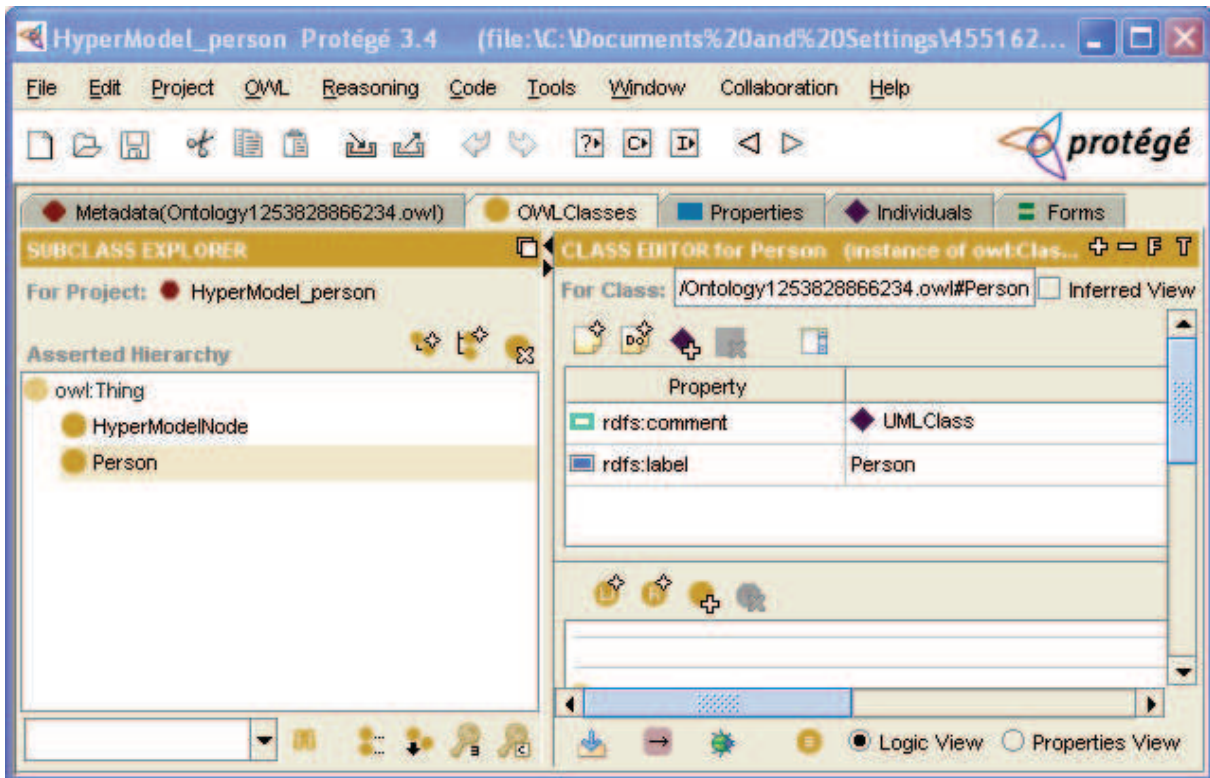 HyperModel_person Protégé 3.4 (file:\C:\Documents%20and%20Settings\455162...
File Edit Project OWL Reasoning Code Tools Window Collaboration Help
protégé
Metadata(Ontology1253828866234.owl) OWLClasses Properties Individuals Forms
SUBCLASS EXPLORER
For Project: HyperModel_person
Asserted Hierarchy
owl:Thing
HyperModelNode
Person
CLASS EDITOR for Person (instance of owl:Clas...
For Class: /Ontology1253828866234.owl#Person Inferred View
Property
rdfs:comment UMLClass
rdfs:label Person
Logic View Properties View